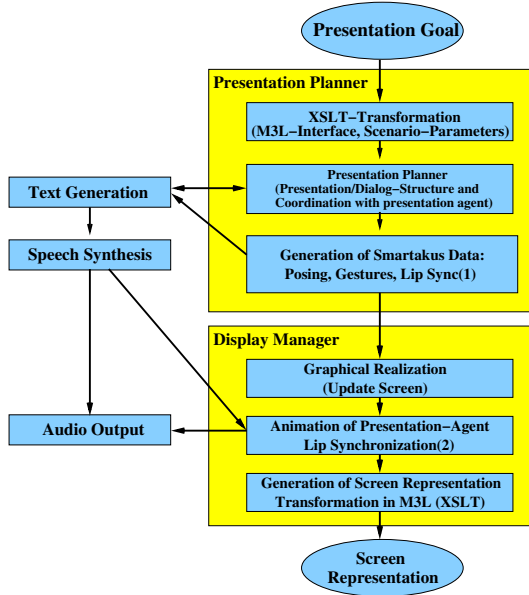 Presentation Goal
Presentation Planner
XSLT−Transformation
(M3L−Interface, Scenario−Parameters)
Presentation Planner
(Presentation/Dialog−Structure and
Coordination with presentation agent)
Text Generation
Speech Synthesis
Generation of Smartakus Data:
Posing, Gestures, Lip Sync(1)
Display Manager
Graphical Realization
(Update Screen)
Audio Output
Animation of Presentation−Agent
Lip Synchronization(2)
Generation of Screen Representation
Transformation in M3L (XSLT)
Screen
Representation